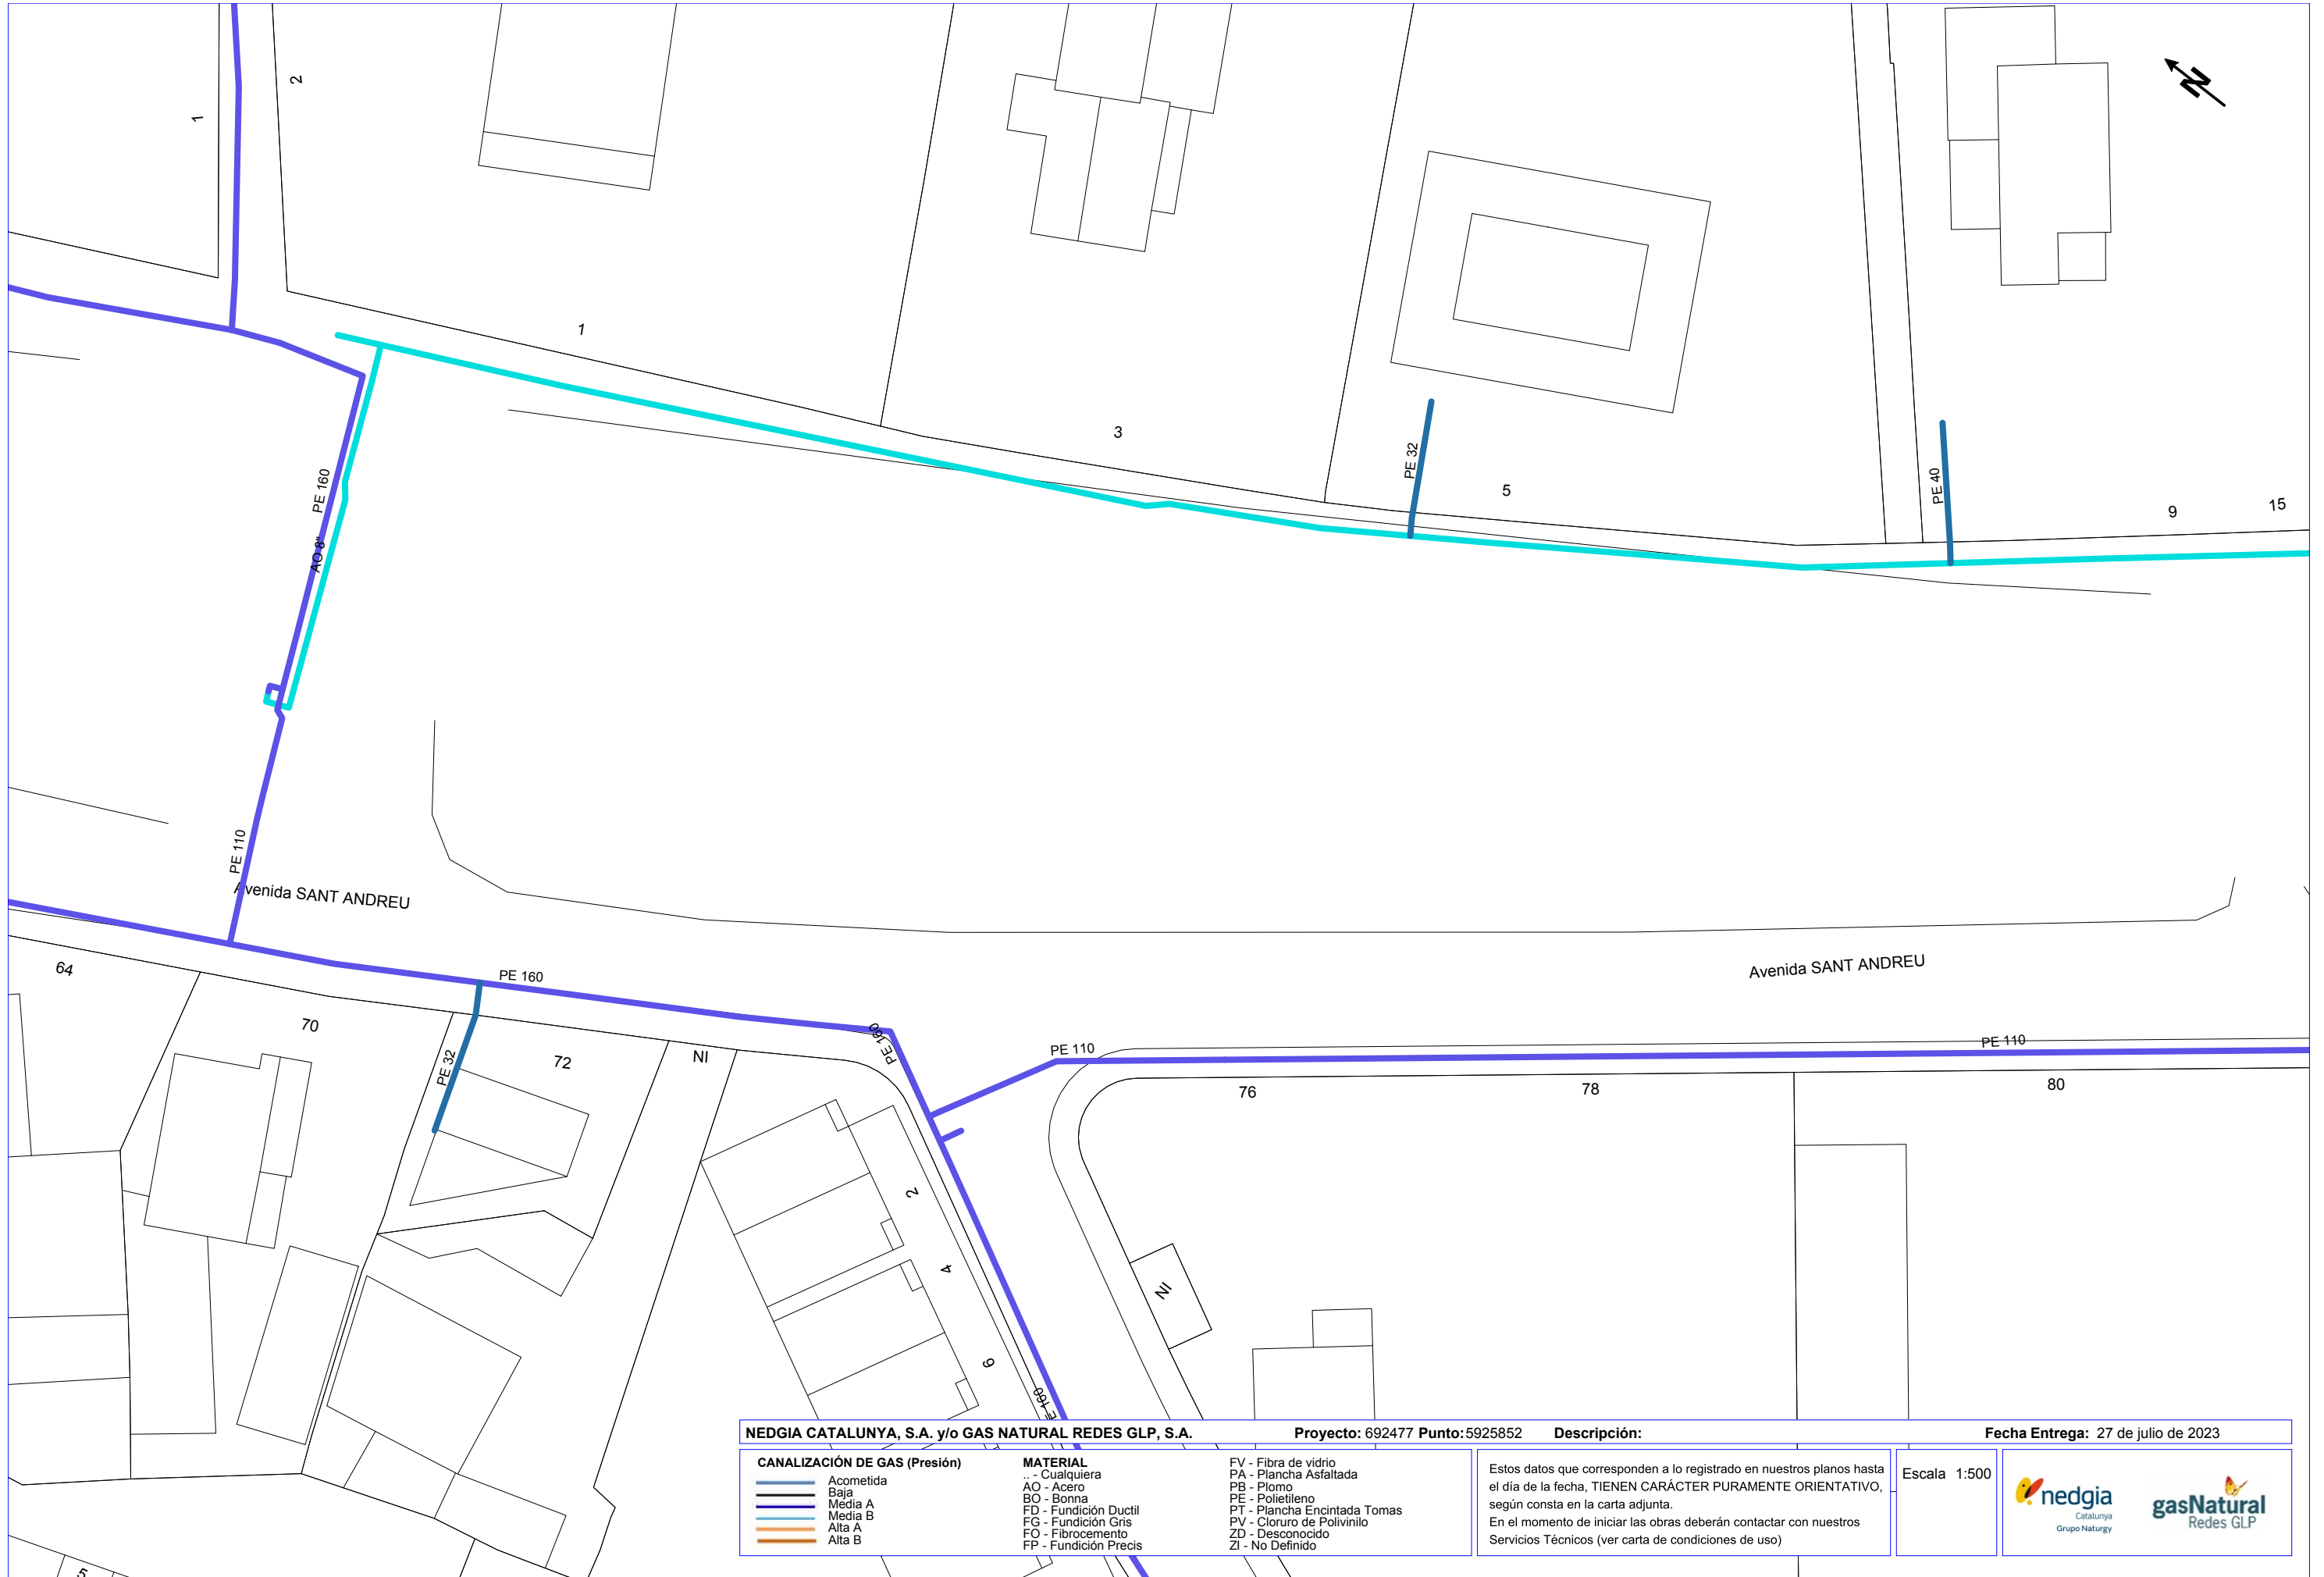 2
1
N
1
3
PE 32
5
PE 40
9
15
PE 160
AO 8"
PE 110
Avenida SANT ANDREU
Avenida SANT ANDREU
64
PE 160
70
PE 32
72
NI
PE 160
PE 110
PE 110
76
78
80
2
4
6
NI
PE 160
5
NEDGIA CATALUNYA, S.A. y/o GAS NATURAL REDES GLP, S.A. Proyecto: 692477 Punto: 5925852 Descripción: Fecha Entrega: 27 de julio de 2023
CANALIZACIÓN DE GAS (Presión)
Acometida
Baja
Media A
Media B
Alta A
Alta B
MATERIAL
.. - Cualquiera
AO - Acero
BO - Bonna
FD - Fundición Ductil
FG - Fundición Gris
FO - Fibrocemento
FP - Fundición Precis
FV - Fibra de vidrio
PA - Plancha Asfaltada
PB - Plomo
PE - Polietileno
PT - Plancha Encintada Tomas
PV - Cloruro de Polivinilo
ZD - Desconocido
ZI - No Definido
Estos datos que corresponden a lo registrado en nuestros planos hasta
el día de la fecha, TIENEN CARÁCTER PURAMENTE ORIENTATIVO,
según consta en la carta adjunta.
En el momento de iniciar las obras deberán contactar con nuestros
Servicios Técnicos (ver carta de condiciones de uso)
Escala 1:500
nedgia
Catalunya
Grupo Naturgy
gasNatural
Redes GLP